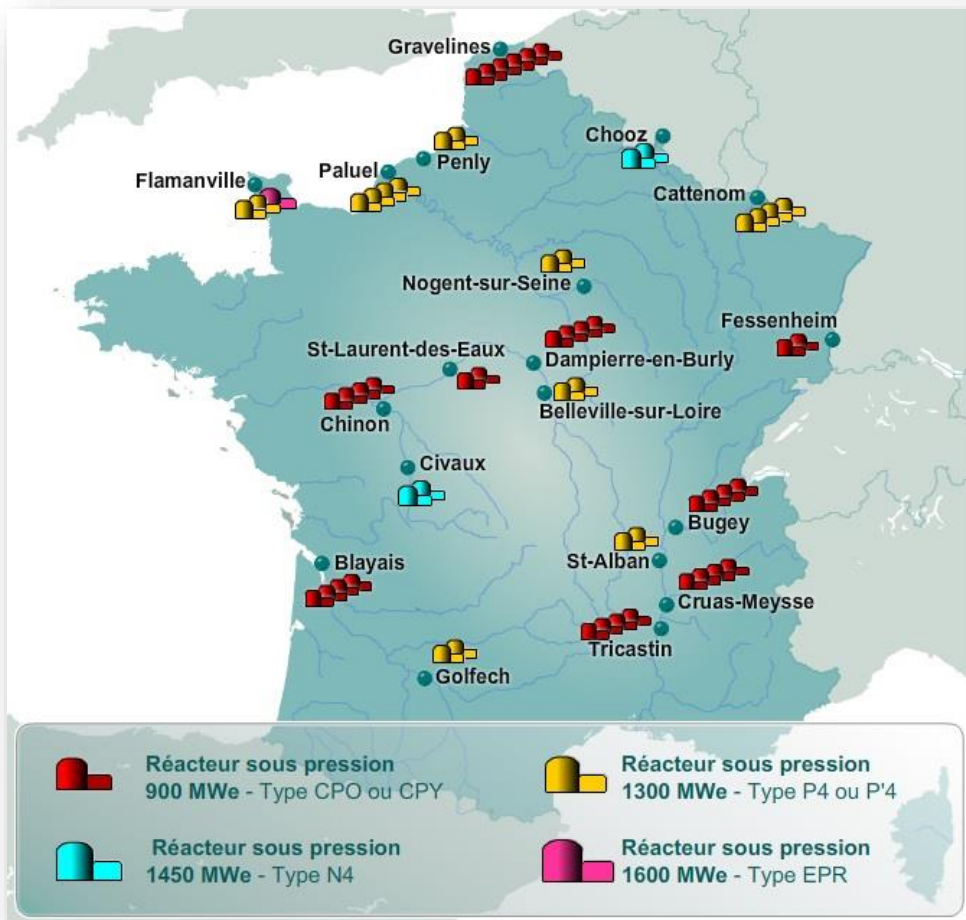 Gravelines
Chooz
Penly
Paluel
Flamanville
Cattenom
Nogent-sur-Seine
Fessenheim
St-Laurent-des-Eaux
Dampierre-en-Burly
Belleville-sur-Loire
Chinon
Civaux
Bugey
St-Alban
Blayais
Cruas-Meysse
Tricastin
Golfech
Réacteur sous pression
900 MWe - Type CPO ou CPY
Réacteur sous pression
1300 MWe - Type P4 ou P'4
Réacteur sous pression
1450 MWe - Type N4
Réacteur sous pression
1600 MWe - Type EPR